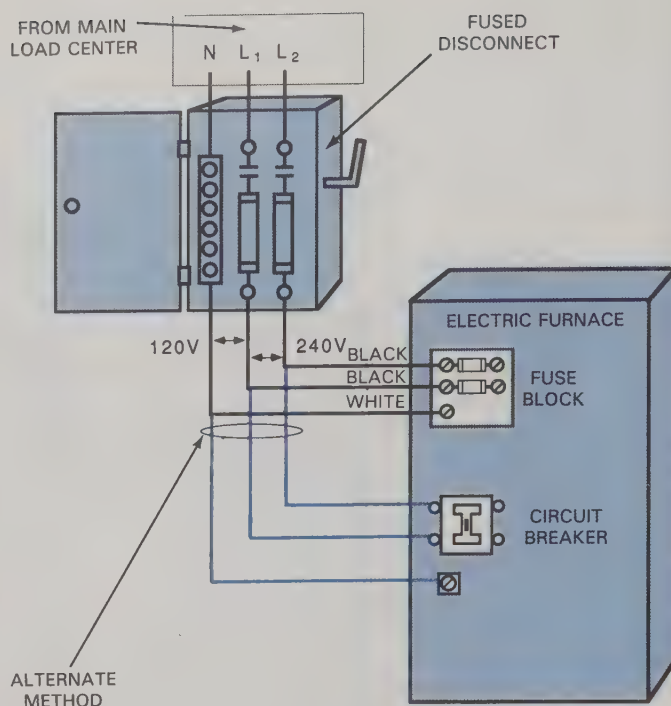 FROM MAIN
LOAD CENTER
FUSED
DISCONNECT
N L₁ L₂
120V
240V
BLACK
BLACK
WHITE
ELECTRIC FURNACE
FUSE
BLOCK
CIRCUIT
BREAKER
ALTERNATE
METHOD